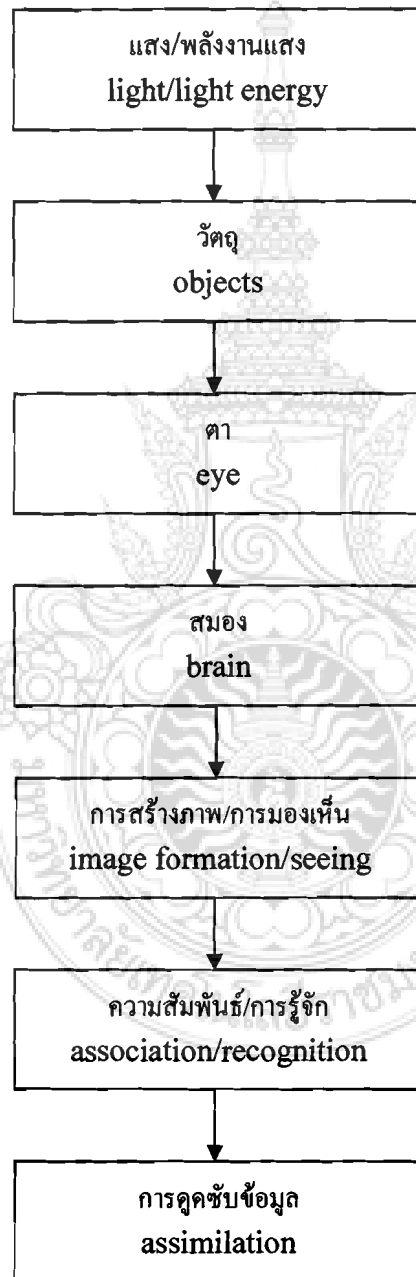 แสง/พลังงานแสง
light/light energy
วัตถุ
objects
ตา
eye
สมอง
brain
การสร้างภาพ/การมองเห็น
image formation/seeing
ความสัมพันธ์/การรู้จัก
association/recognition
การดูดซับข้อมูล
assimilation